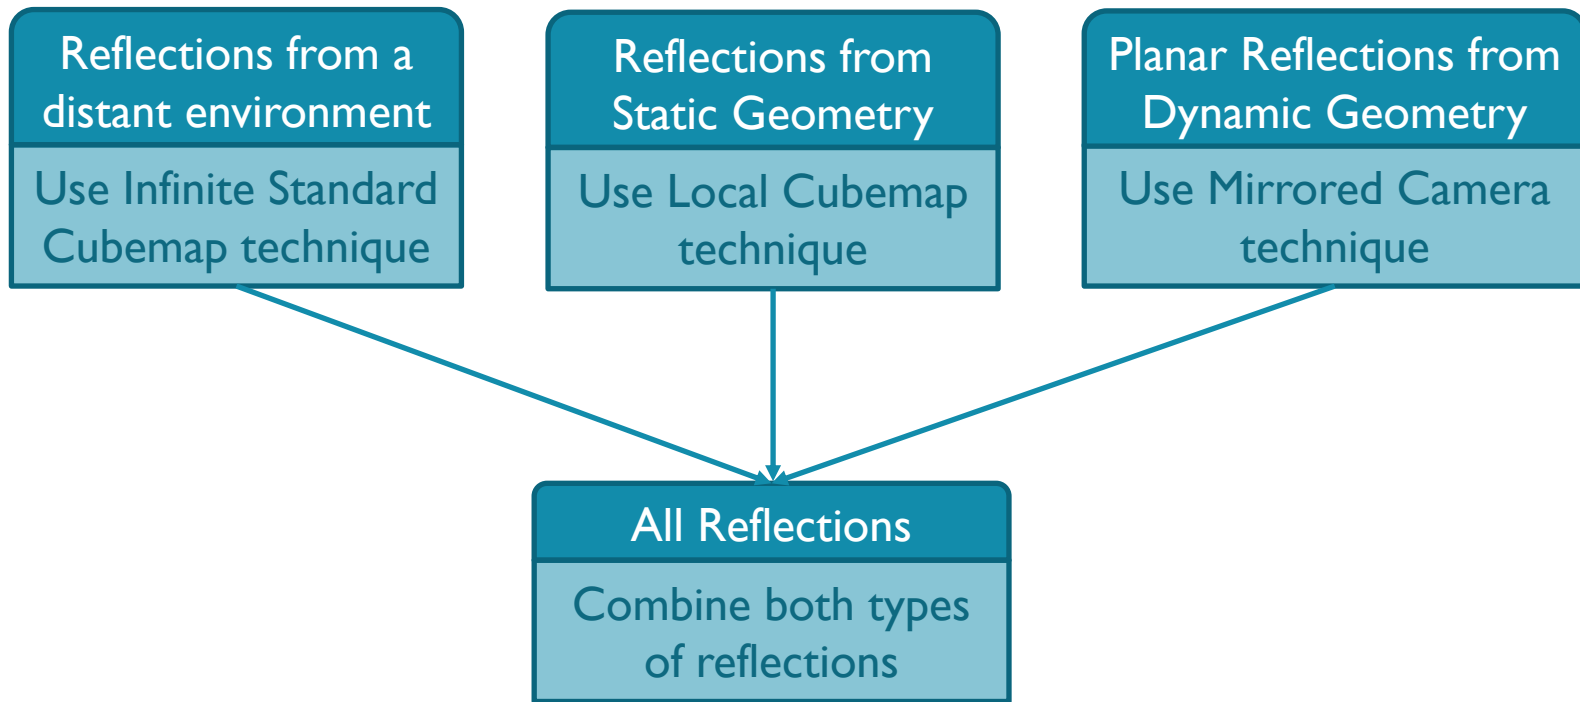 Reflections from a
distant environment
Use Infinite Standard
Cubemap technique
Reflections from
Static Geometry
Use Local Cubemap
technique
Planar Reflections from
Dynamic Geometry
Use Mirrored Camera
technique
All Reflections
Combine both types
of reflections